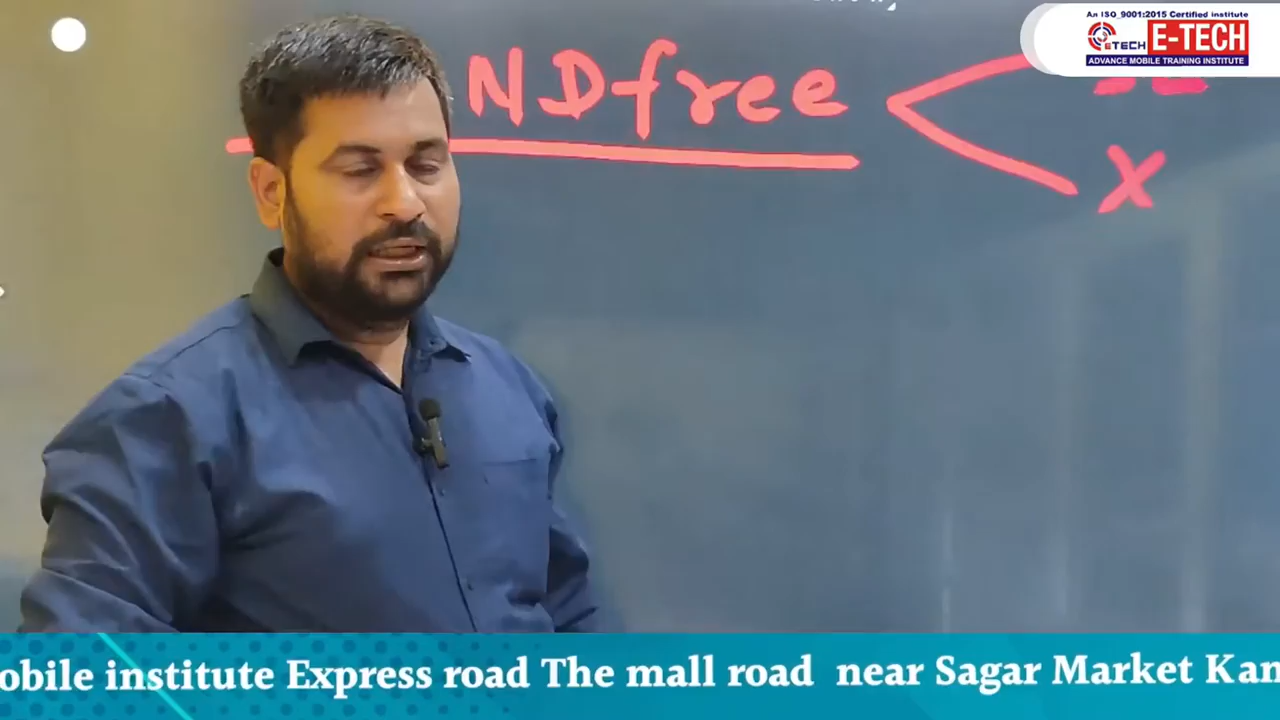 An ISO 9001:2015 Certified institute
ETECH E-TECH
ADVANCE MOBILE TRAINING INSTITUTE
NDfree
X
obile institute Express road The mall road near Sagar Market Kan